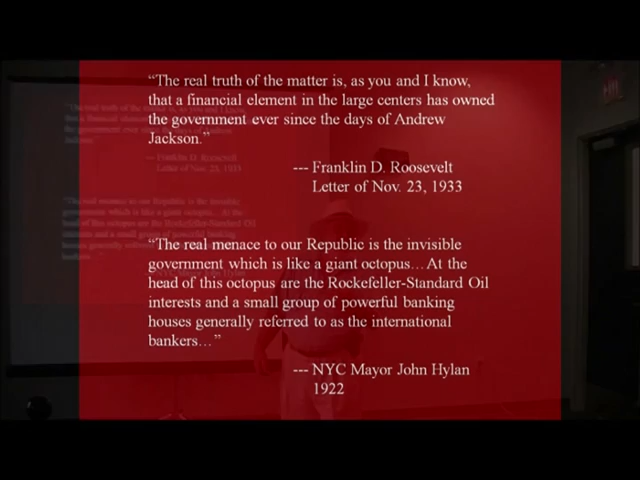 “The real truth of the matter is, as you and I know,
that a financial element in the large centers has owned
the government ever since the days of Andrew
Jackson.”
--- Franklin D. Roosevelt
Letter of Nov. 23, 1933
“The real menace to our Republic is the invisible
government which is like a giant octopus…At the
head of this octopus are the Rockefeller-Standard Oil
interests and a small group of powerful banking
houses generally referred to as the international
bankers…”
--- NYC Mayor John Hylan
1922